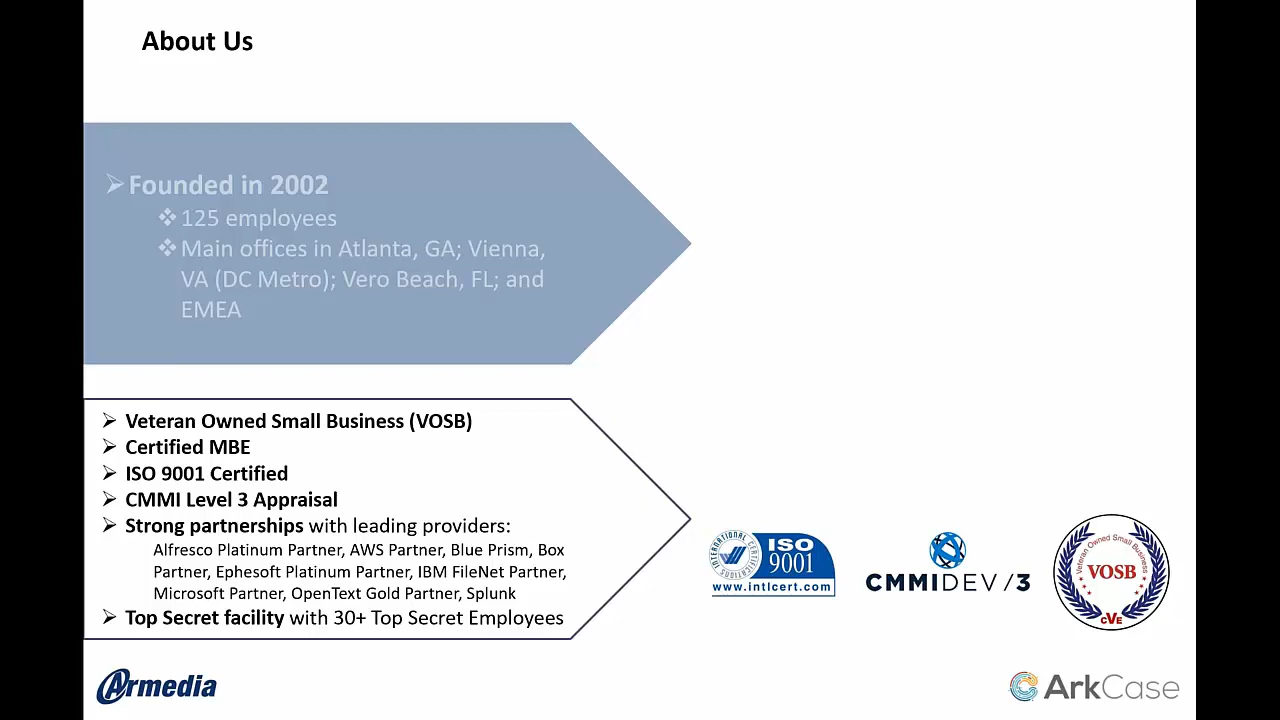 About Us
Founded in 2002
125 employees
Main offices in Atlanta, GA; Vienna,
VA (DC Metro); Vero Beach, FL; and
EMEA
Veteran Owned Small Business (VOSB)
Certified MBE
ISO 9001 Certified
CMMI Level 3 Appraisal
Strong partnerships with leading providers:
Alfresco Platinum Partner, AWS Partner, Blue Prism, Box
Partner, Ephesoft Platinum Partner, IBM FileNet Partner,
Microsoft Partner, OpenText Gold Partner, Splunk
Top Secret facility with 30+ Top Secret Employees
INTERNATIONAL CERTIFICATIONS
ISO
9001
www.intlcert.com
CMMIDEV/3
Veteran Owned Small Business
VOSB
CVE
Armedia
ArkCase